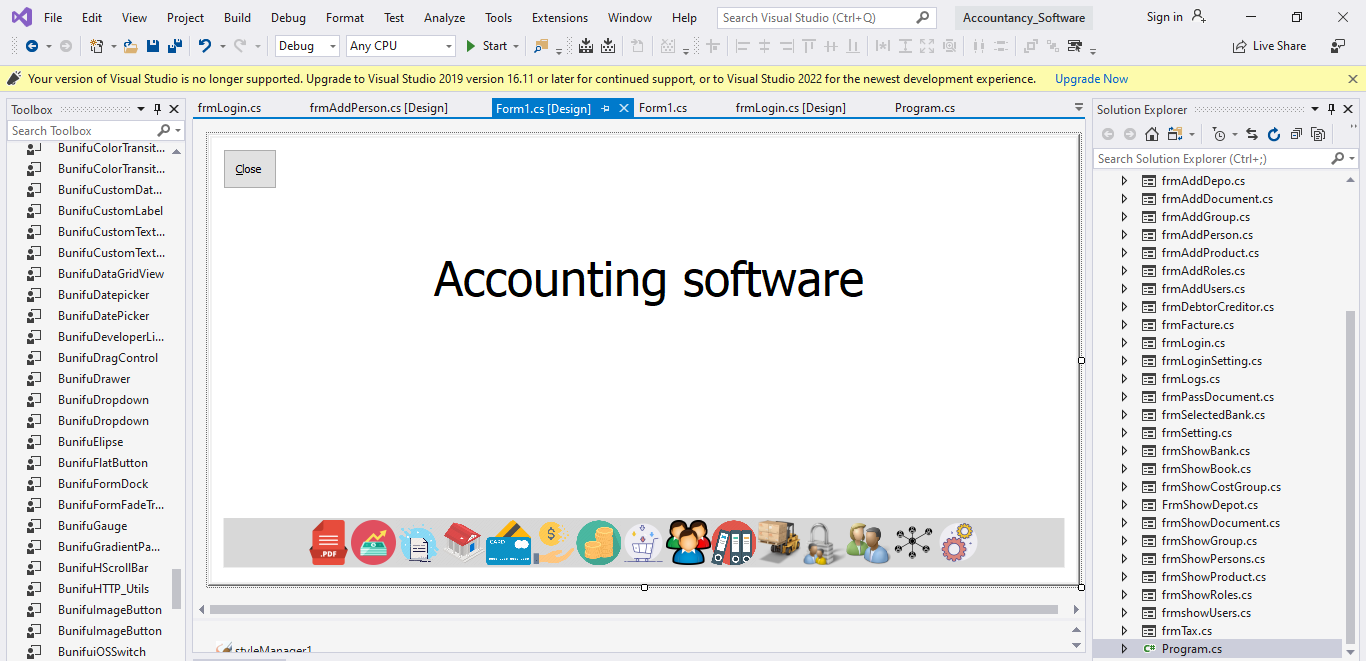 File Edit View Project Build Debug Format Test Analyze Tools Extensions Window Help Search Visual Studio (Ctrl+Q) Accountancy_Software Sign in
Debug Any CPU Start Live Share
Your version of Visual Studio is no longer supported. Upgrade to Visual Studio 2019 version 16.11 or later for continued support, or to Visual Studio 2022 for the newest development experience. Upgrade Now
Toolbox
Search Toolbox
BunifuColorTransit...
BunifuColorTransit...
BunifuCustomDat...
BunifuCustomLabel
BunifuCustomText...
BunifuCustomText...
BunifuDataGridView
BunifuDatepicker
BunifuDatePicker
BunifuDeveloperLi...
BunifuDragControl
BunifuDrawer
BunifuDropdown
BunifuDropdown
BunifuElipse
BunifuFlatButton
BunifuFormDock
BunifuFormFadeTr...
BunifuGauge
BunifuGradientPa...
BunifuHScrollBar
BunifuHTTP_Utils
BunifuImageButton
BunifuImageButton
BunifuiOSSwitch
frmLogin.cs frmAddPerson.cs [Design] Form1.cs [Design] Form1.cs frmLogin.cs [Design] Program.cs
Close
Accounting software
.PDF
CARD
styleManager1
Solution Explorer
Search Solution Explorer (Ctrl+;)
frmAddDepo.cs
frmAddDocument.cs
frmAddGroup.cs
frmAddPerson.cs
frmAddProduct.cs
frmAddRoles.cs
frmAddUsers.cs
frmDebtorCreditor.cs
frmFacture.cs
frmLogin.cs
frmLoginSetting.cs
frmLogs.cs
frmPassDocument.cs
frmSelectedBank.cs
frmSetting.cs
frmShowBank.cs
frmShowBook.cs
frmShowCostGroup.cs
FrmShowDepot.cs
frmShowDocument.cs
frmShowGroup.cs
frmShowPersons.cs
frmShowProduct.cs
frmShowRoles.cs
frmshowUsers.cs
frmTax.cs
C# Program.cs